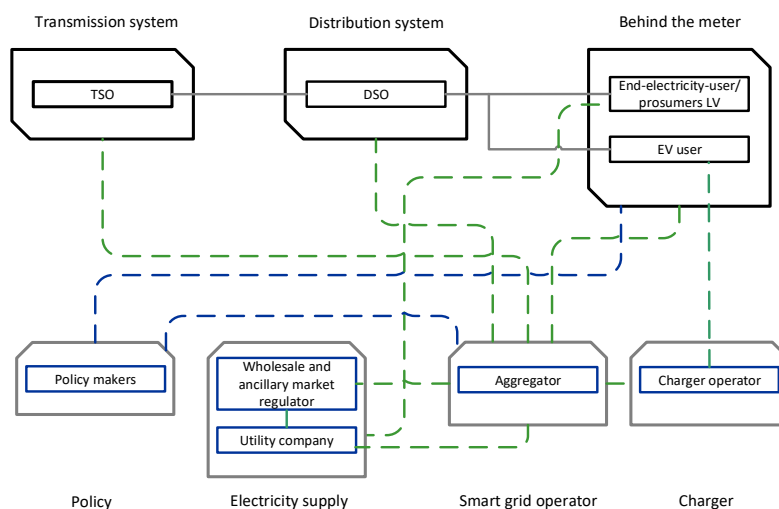 Transmission system
Distribution system
Behind the meter
TSO
DSO
End-electricity-user/
prosumers LV
EV user
Policy makers
Wholesale and
ancillary market
regulator
Utility company
Aggregator
Charger operator
Policy
Electricity supply
Smart grid operator
Charger